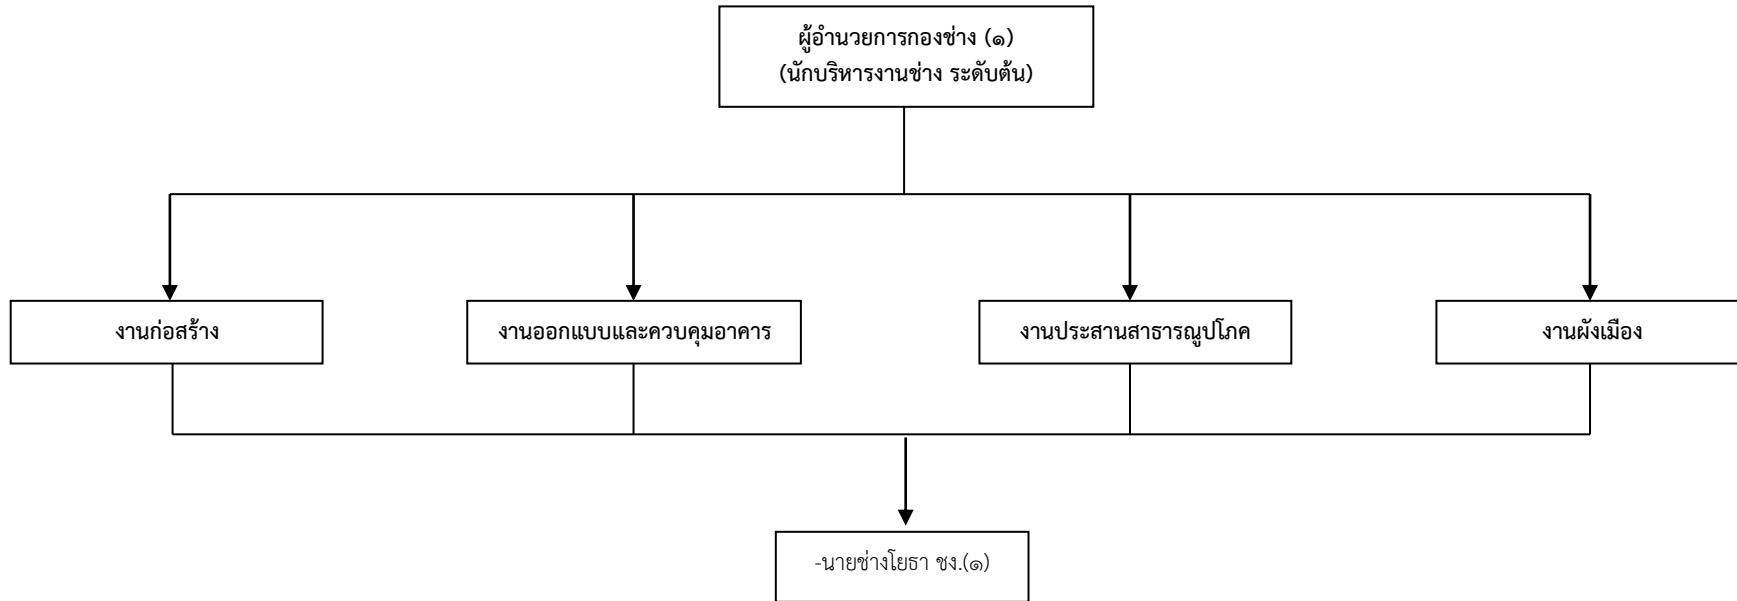 ผู้อำนวยการกองช่าง (๑)
(นักบริหารงานช่าง ระดับต้น)
งานก่อสร้าง
งานออกแบบและควบคุมอาคาร
งานประสานสาธารณูปโภค
งานผังเมือง
-นายช่างโยธา ชง.(๑)